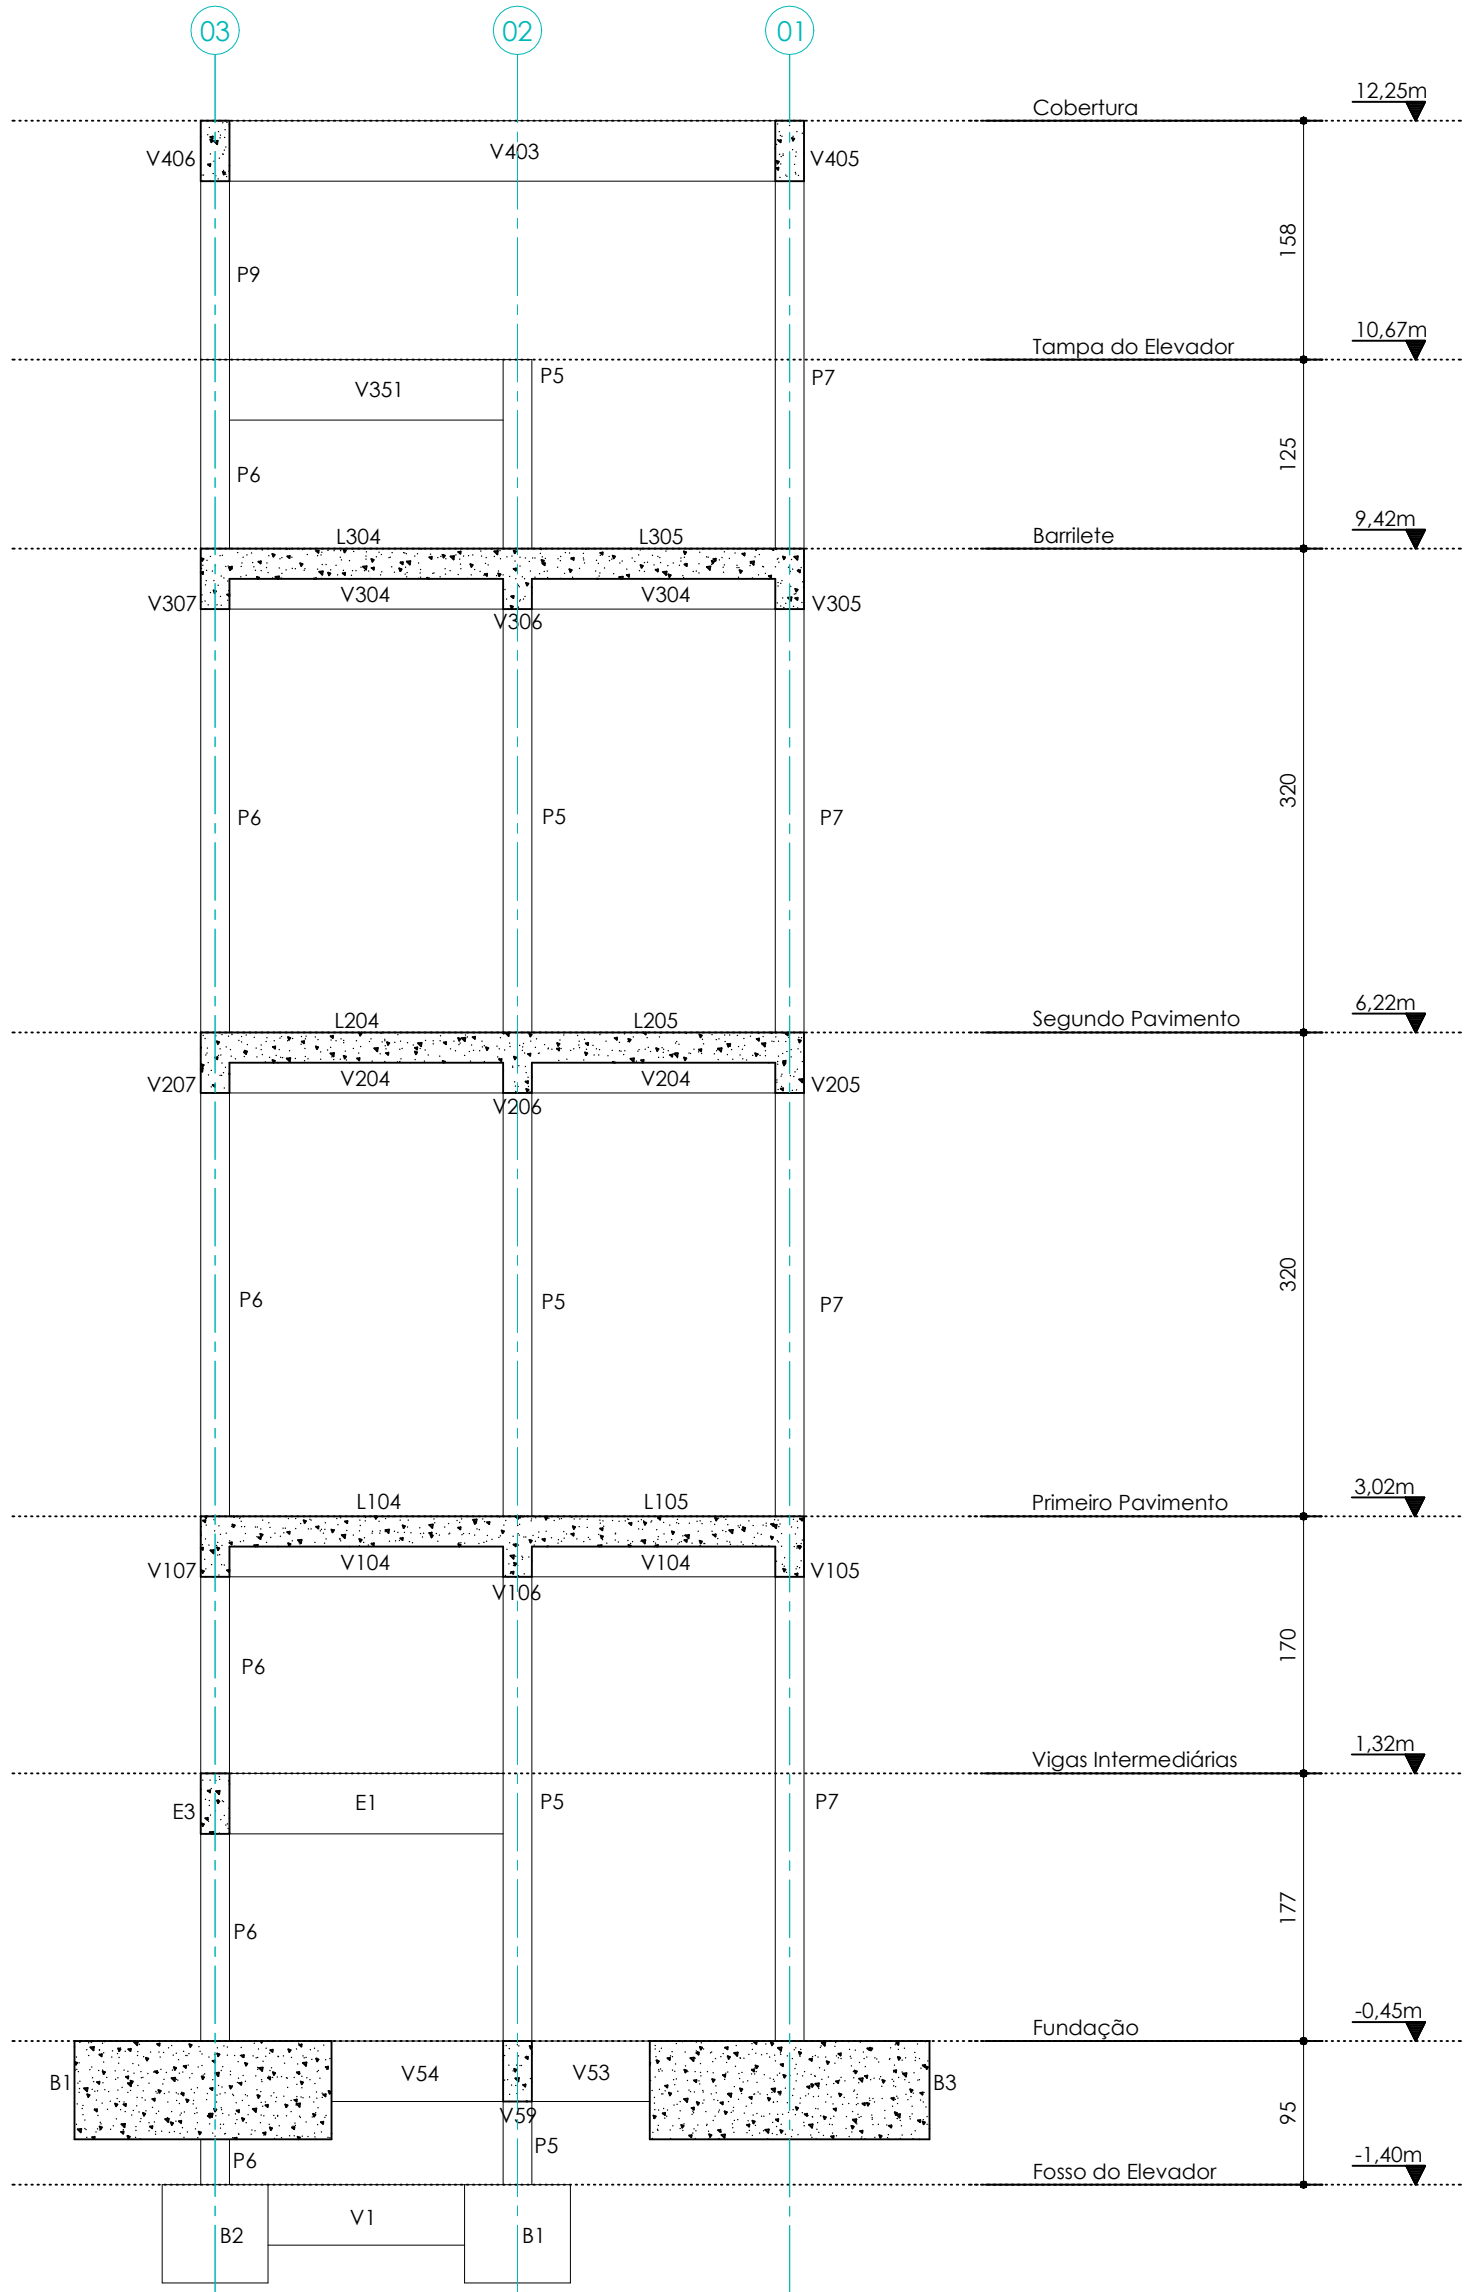 03 02 01
12,25m
Cobertura
V406 V403 V405
158
P9
10,67m
Tampa do Elevador
V351 P5 P7
125
P6
9,42m
L304 L305 Barrilete
V307 V304 V304 V305
V306
320
P6 P5 P7
6,22m
L204 L205 Segundo Pavimento
V207 V204 V204 V205
V206
320
P6 P5 P7
3,02m
L104 L105 Primeiro Pavimento
V107 V104 V104 V105
V106
170
P6
1,32m
Vigas Intermediárias
E3 E1 P5 P7
177
P6
-0,45m
Fundação
B1 V54 V53 B3
V59
95
P5
P6
-1,40m
Fosso do Elevador
V1
B2 B1